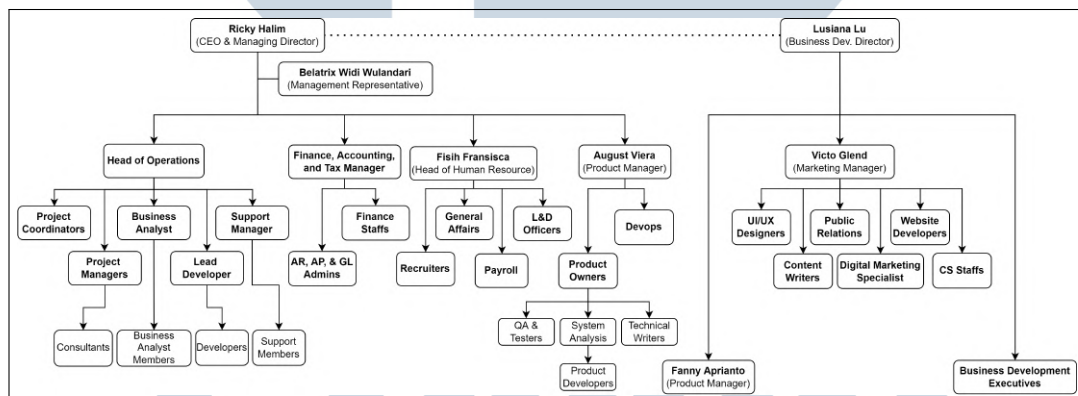 Ricky Halim
(CEO & Managing Director)
Lusiana Lu
(Business Dev. Director)
Belatrix Widi Wulandari
(Management Representative)
Head of Operations
Finance, Accounting,
and Tax Manager
Fisih Fransisca
(Head of Human Resource)
August Viera
(Product Manager)
Victo Glend
(Marketing Manager)
Project
Coordinators
Business
Analyst
Support
Manager
Finance
Staffs
General
Affairs
L&D
Officers
Devops
UI/UX
Designers
Public
Relations
Website
Developers
Project
Managers
Lead
Developer
AR, AP, & GL
Admins
Recruiters
Payroll
Product
Owners
Content
Writers
Digital Marketing
Specialist
CS Staffs
Consultants
Business
Analyst
Members
Developers
Support
Members
QA &
Testers
System
Analysis
Technical
Writers
Product
Developers
Fanny Aprianto
(Product Manager)
Business Development
Executives